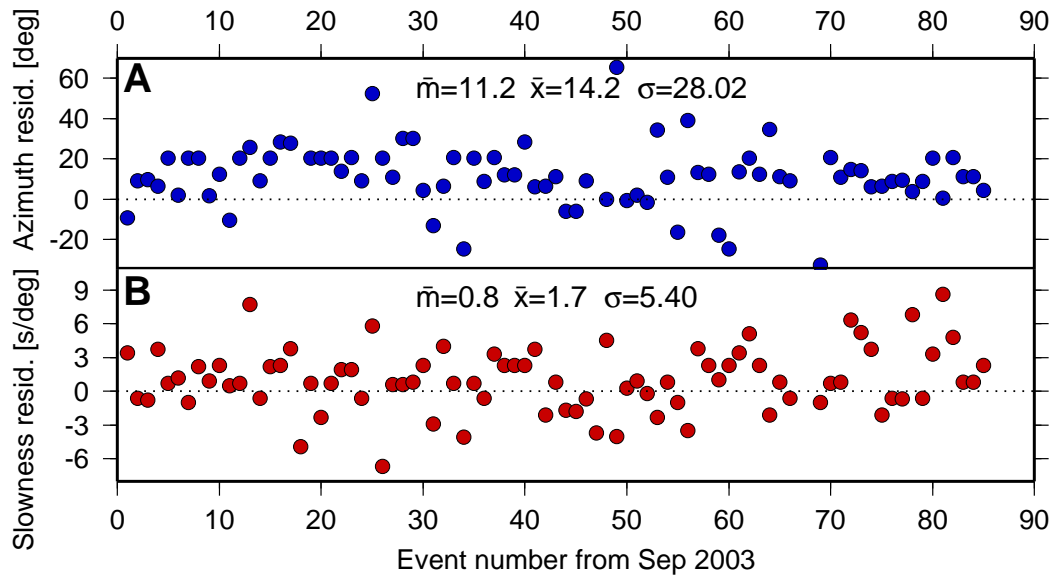 0 10 20 30 40 50 60 70 80 90
Azimuth resid. [deg]
A
m̄=11.2 x̄=14.2 σ=28.02
60
40
20
0
-20
Slowness resid. [s/deg]
B
m̄=0.8 x̄=1.7 σ=5.40
9
6
3
0
-3
-6
0 10 20 30 40 50 60 70 80 90
Event number from Sep 2003